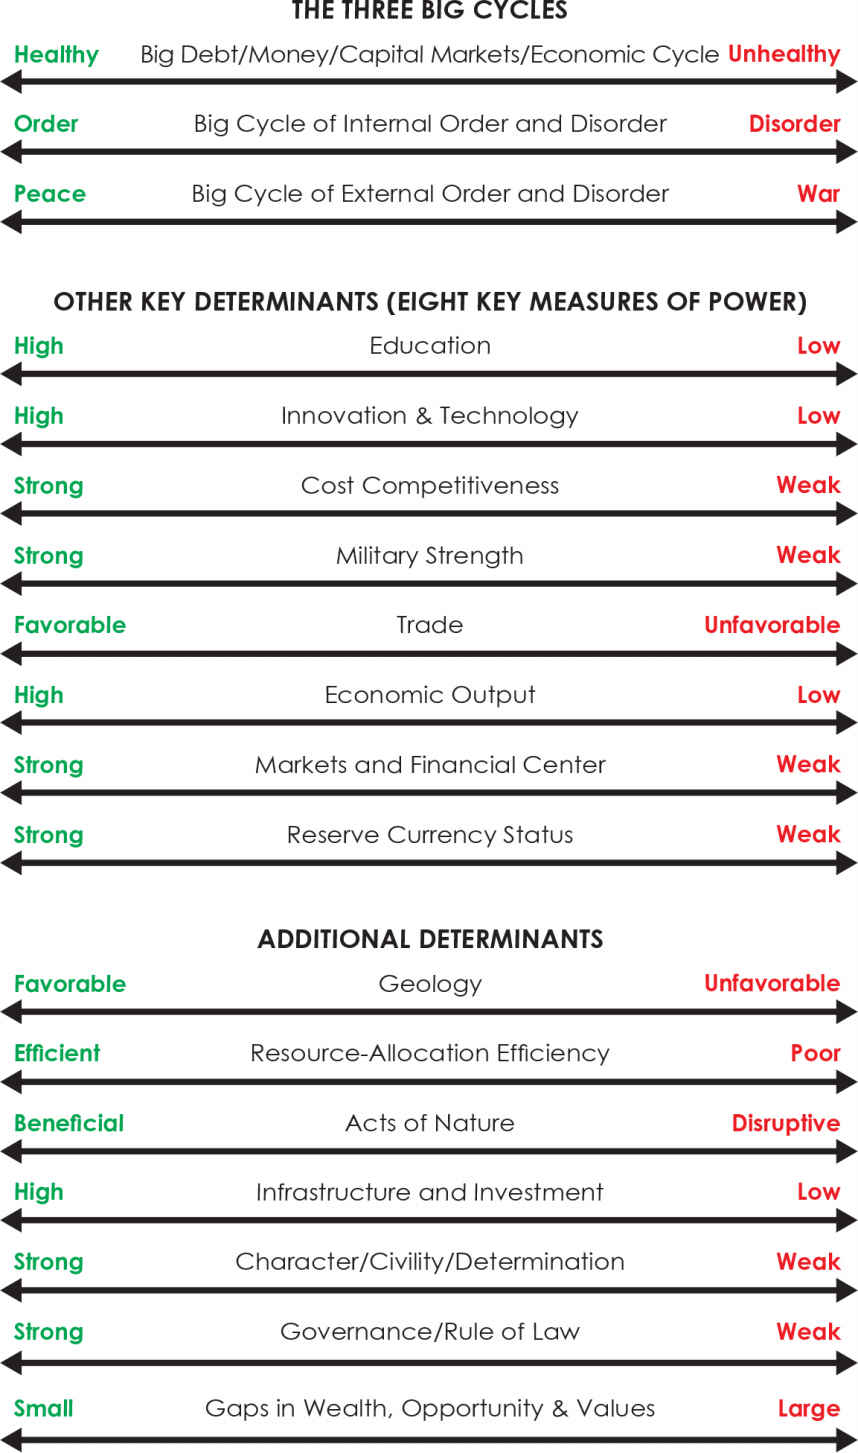 THE THREE BIG CYCLES
Healthy Big Debt/Money/Capital Markets/Economic Cycle Unhealthy
Order Big Cycle of Internal Order and Disorder Disorder
Peace Big Cycle of External Order and Disorder War
OTHER KEY DETERMINANTS (EIGHT KEY MEASURES OF POWER)
High Education Low
High Innovation & Technology Low
Strong Cost Competitiveness Weak
Strong Military Strength Weak
Favorable Trade Unfavorable
High Economic Output Low
Strong Markets and Financial Center Weak
Strong Reserve Currency Status Weak
ADDITIONAL DETERMINANTS
Favorable Geology Unfavorable
Efficient Resource-Allocation Efficiency Poor
Beneficial Acts of Nature Disruptive
High Infrastructure and Investment Low
Strong Character/Civility/Determination Weak
Strong Governance/Rule of Law Weak
Small Gaps in Wealth, Opportunity & Values Large